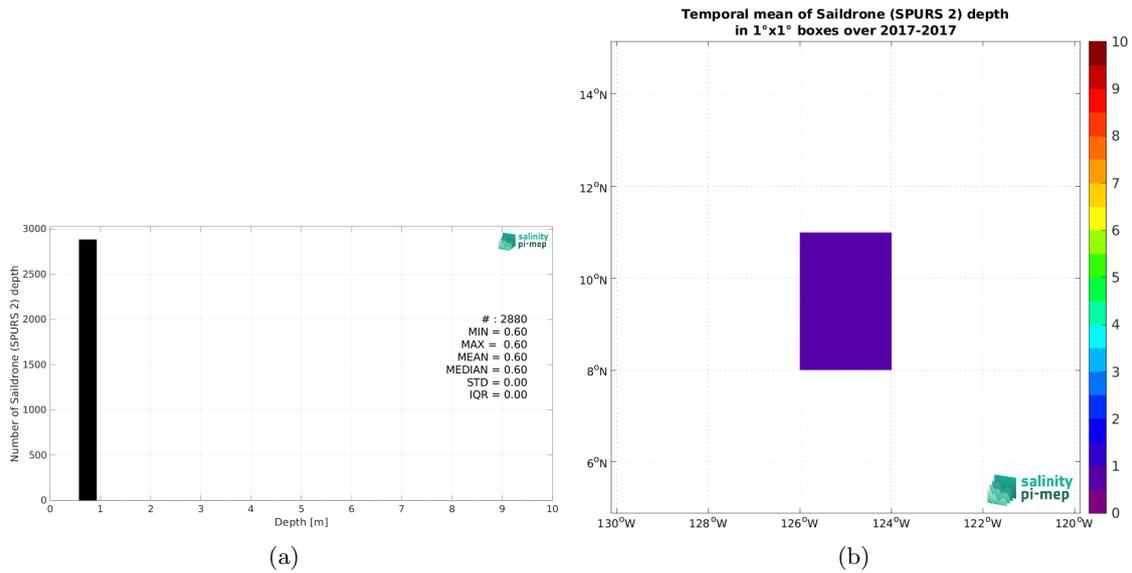 Number of Saildrone (SPURS 2) depth
3000
2500
2000
1500
1000
500
0
salinity
pi-mep
# : 2880
MIN = 0.60
MAX = 0.60
MEAN = 0.60
MEDIAN = 0.60
STD = 0.00
IQR = 0.00
0 1 2 3 4 5 6 7 8 9 10
Depth [m]
(a)
Temporal mean of Saildrone (SPURS 2) depth
in 1°x1° boxes over 2017-2017
14°N
12°N
10°N
8°N
6°N
130°W 128°W 126°W 124°W 122°W 120°W
salinity
pi-mep
10
9
8
7
6
5
4
3
2
1
0
(b)